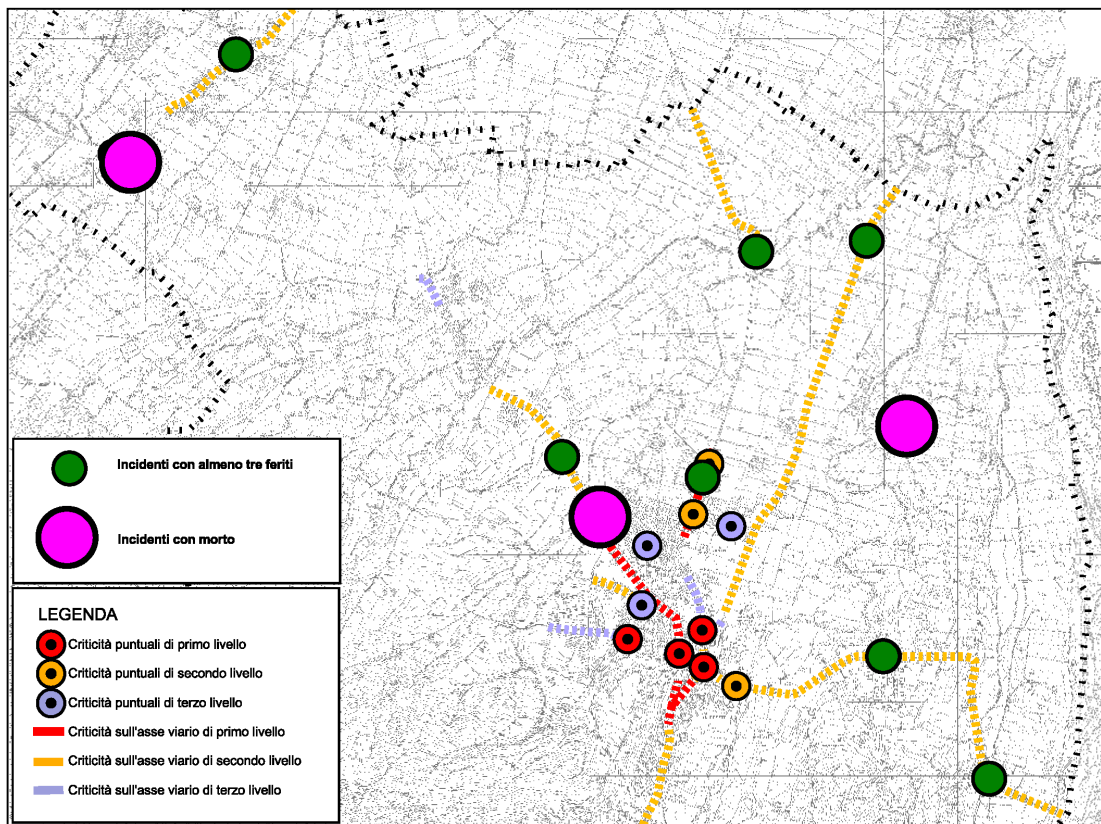 Incidenti con almeno tre feriti
Incidenti con morto
LEGENDA
Criticità puntuali di primo livello
Criticità puntuali di secondo livello
Criticità puntuali di terzo livello
Criticità sull'asse viario di primo livello
Criticità sull'asse viario di secondo livello
Criticità sull'asse viario di terzo livello